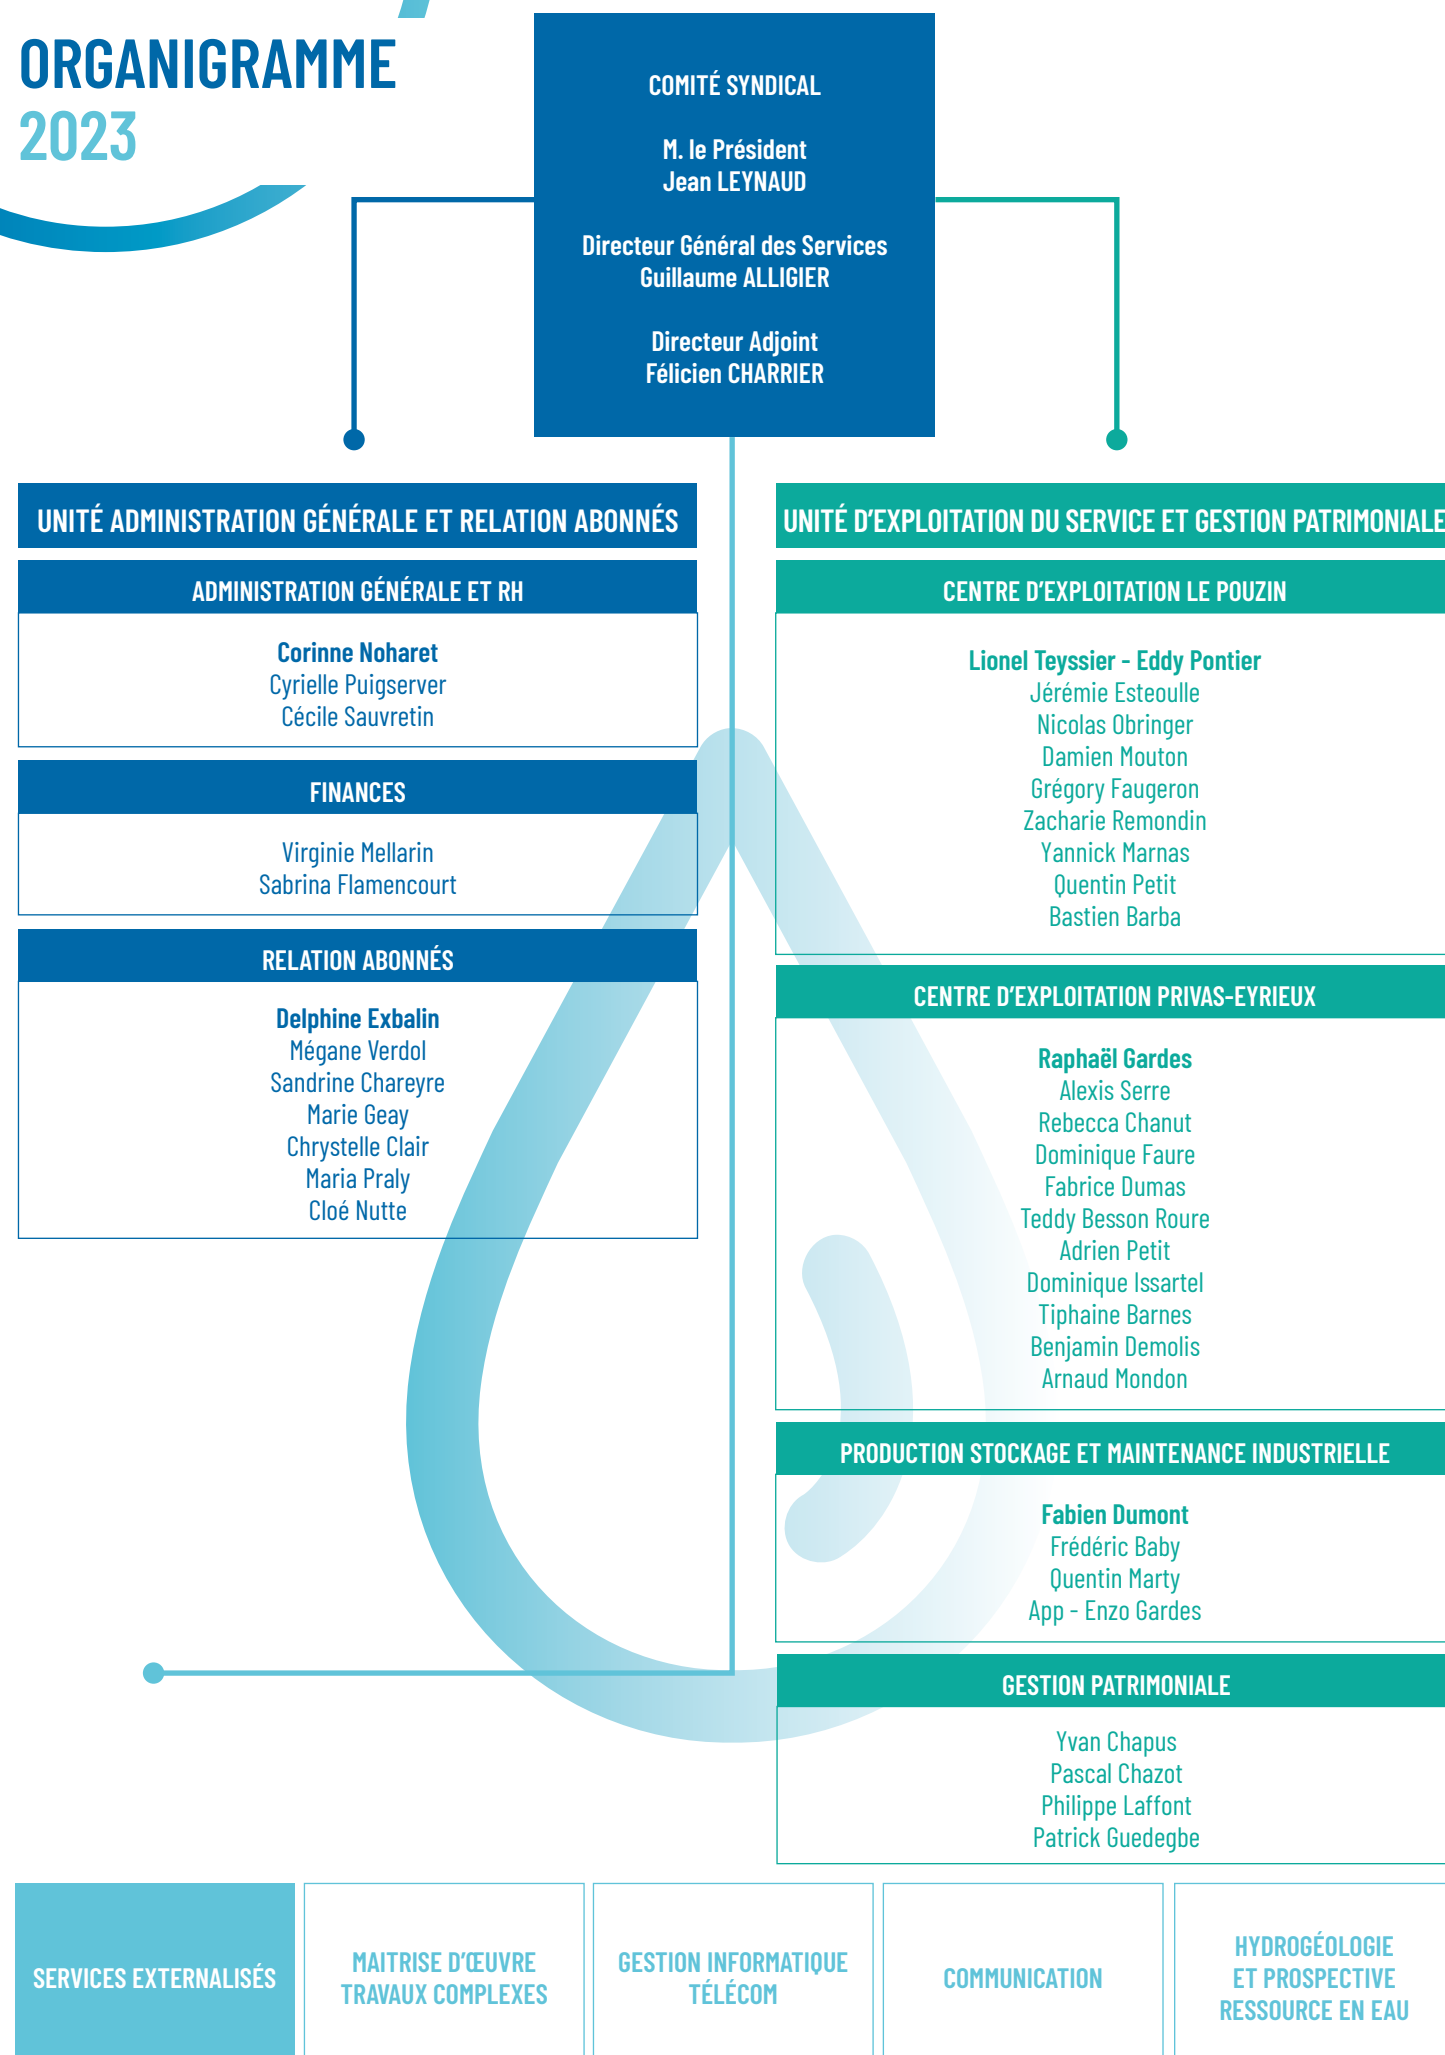 ORGANIGRAMME
2023
COMITÉ SYNDICAL
M. le Président
Jean LEYNAUD
Directeur Général des Services
Guillaume ALLIGIER
Directeur Adjoint
Félicien CHARRIER
UNITÉ ADMINISTRATION GÉNÉRALE ET RELATION ABONNÉS
ADMINISTRATION GÉNÉRALE ET RH
Corinne Noharet
Cyrielle Puigserver
Cécile Sauvretin
FINANCES
Virginie Mellarin
Sabrina Flamencourt
RELATION ABONNÉS
Delphine Exbalin
Mégane Verdol
Sandrine Chareyre
Marie Geay
Chrystelle Clair
Maria Praly
Cloé Nutte
UNITÉ D’EXPLOITATION DU SERVICE ET GESTION PATRIMONIALE
CENTRE D’EXPLOITATION LE POUZIN
Lionel Teyssier - Eddy Pontier
Jérémie Esteoulle
Nicolas Obringer
Damien Mouton
Grégory Faugeron
Zacharie Remondin
Yannick Marnas
Quentin Petit
Bastien Barba
CENTRE D’EXPLOITATION PRIVAS-EYRIEUX
Raphaël Gardes
Alexis Serre
Rebecca Chanut
Dominique Faure
Fabrice Dumas
Teddy Besson Roure
Adrien Petit
Dominique Issartel
Tiphaine Barnes
Benjamin Demolis
Arnaud Mondon
PRODUCTION STOCKAGE ET MAINTENANCE INDUSTRIELLE
Fabien Dumont
Frédéric Baby
Quentin Marty
App - Enzo Gardes
GESTION PATRIMONIALE
Yvan Chapus
Pascal Chazot
Philippe Laffont
Patrick Guedegbe
SERVICES EXTERNALISÉS
MAITRISE D’ŒUVRE
TRAVAUX COMPLEXES
GESTION INFORMATIQUE
TÉLÉCOM
COMMUNICATION
HYDROGÉOLOGIE
ET PROSPECTIVE
RESSOURCE EN EAU